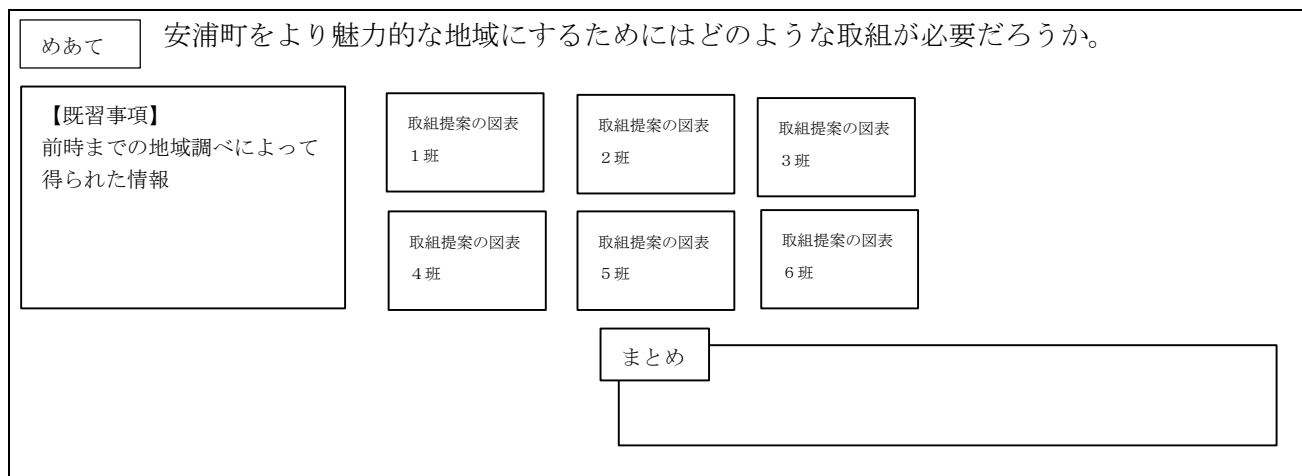 めあて
安浦町をより魅力的な地域にするためにはどのような取組が必要だろうか。
【既習事項】
前時までの地域調べによって
得られた情報
取組提案の図表
１班
取組提案の図表
２班
取組提案の図表
３班
取組提案の図表
４班
取組提案の図表
５班
取組提案の図表
６班
まとめ